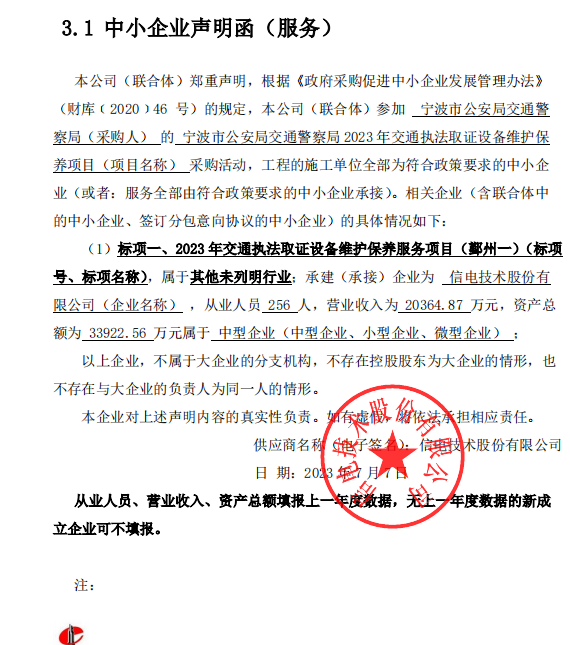 3.1 中小企业声明函（服务）
本公司（联合体）郑重声明，根据《政府采购促进中小企业发展管理办法》
（财库﹝2020﹞46 号）的规定，本公司（联合体）参加 宁波市公安局交通警
察局（采购人） 的 宁波市公安局交通警察局 2023 年交通执法取证设备维护保
养项目（项目名称） 采购活动，工程的施工单位全部为符合政策要求的中小企
业（或者：服务全部由符合政策要求的中小企业承接）。相关企业（含联合体中
的中小企业、签订分包意向协议的中小企业）的具体情况如下：
（1）标项一、2023 年交通执法取证设备维护保养服务项目（鄞州一）（标项
号、标项名称），属于其他未列明行业；承建（承接）企业为 信电技术股份有
限公司（企业名称） ，从业人员 256 人，营业收入为 20364.87 万元，资产总
额为 33922.56 万元属于 中型企业（中型企业、小型企业、微型企业） ；
以上企业，不属于大企业的分支机构，不存在控股股东为大企业的情形，也
不存在与大企业的负责人为同一人的情形。
本企业对上述声明内容的真实性负责。如有虚假，将依法承担相应责任。
供应商名称（电子签名）：信电技术股份有限公司
日 期：2023 年 7 月 7 日
信电技术股份有限公司
从业人员、营业收入、资产总额填报上一年度数据，无上一年度数据的新成
立企业可不填报。
注：